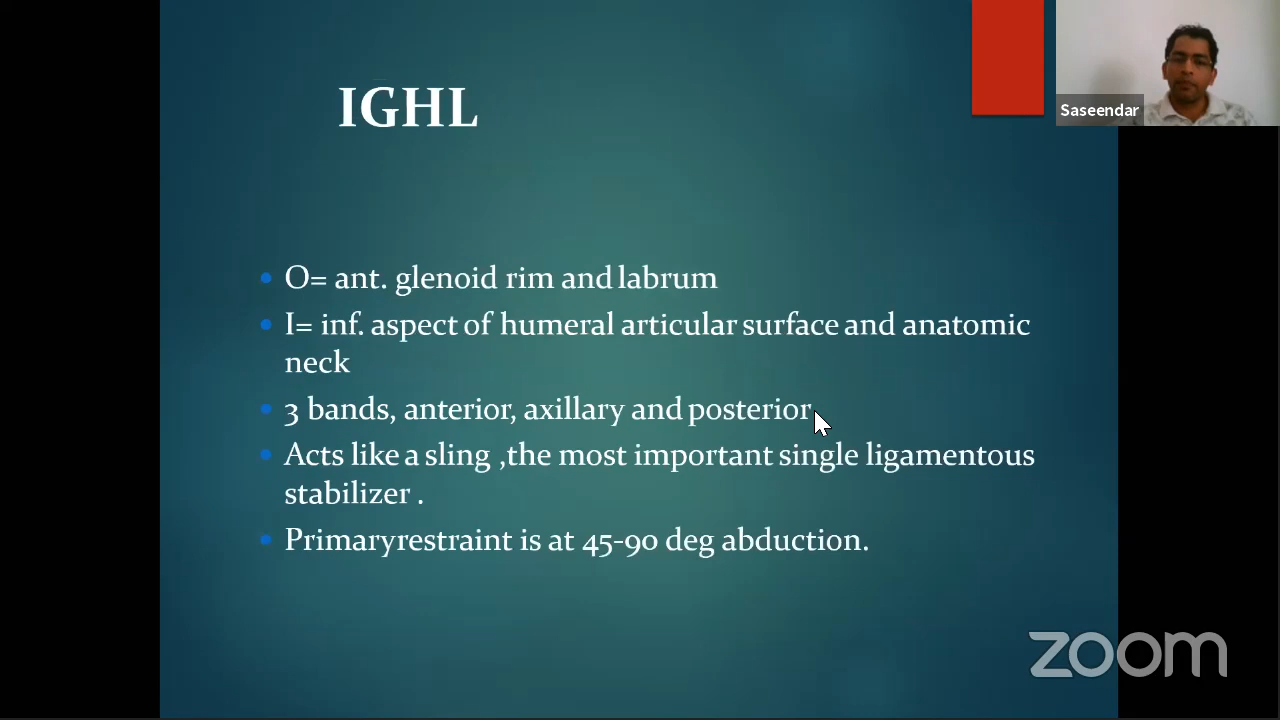 IGHL
Saseendar
O= ant. glenoid rim and labrum
I= inf. aspect of humeral articular surface and anatomic
neck
3 bands, anterior, axillary and posterior
Acts like a sling ,the most important single ligamentous
stabilizer .
Primaryrestraint is at 45-90 deg abduction.
zoom